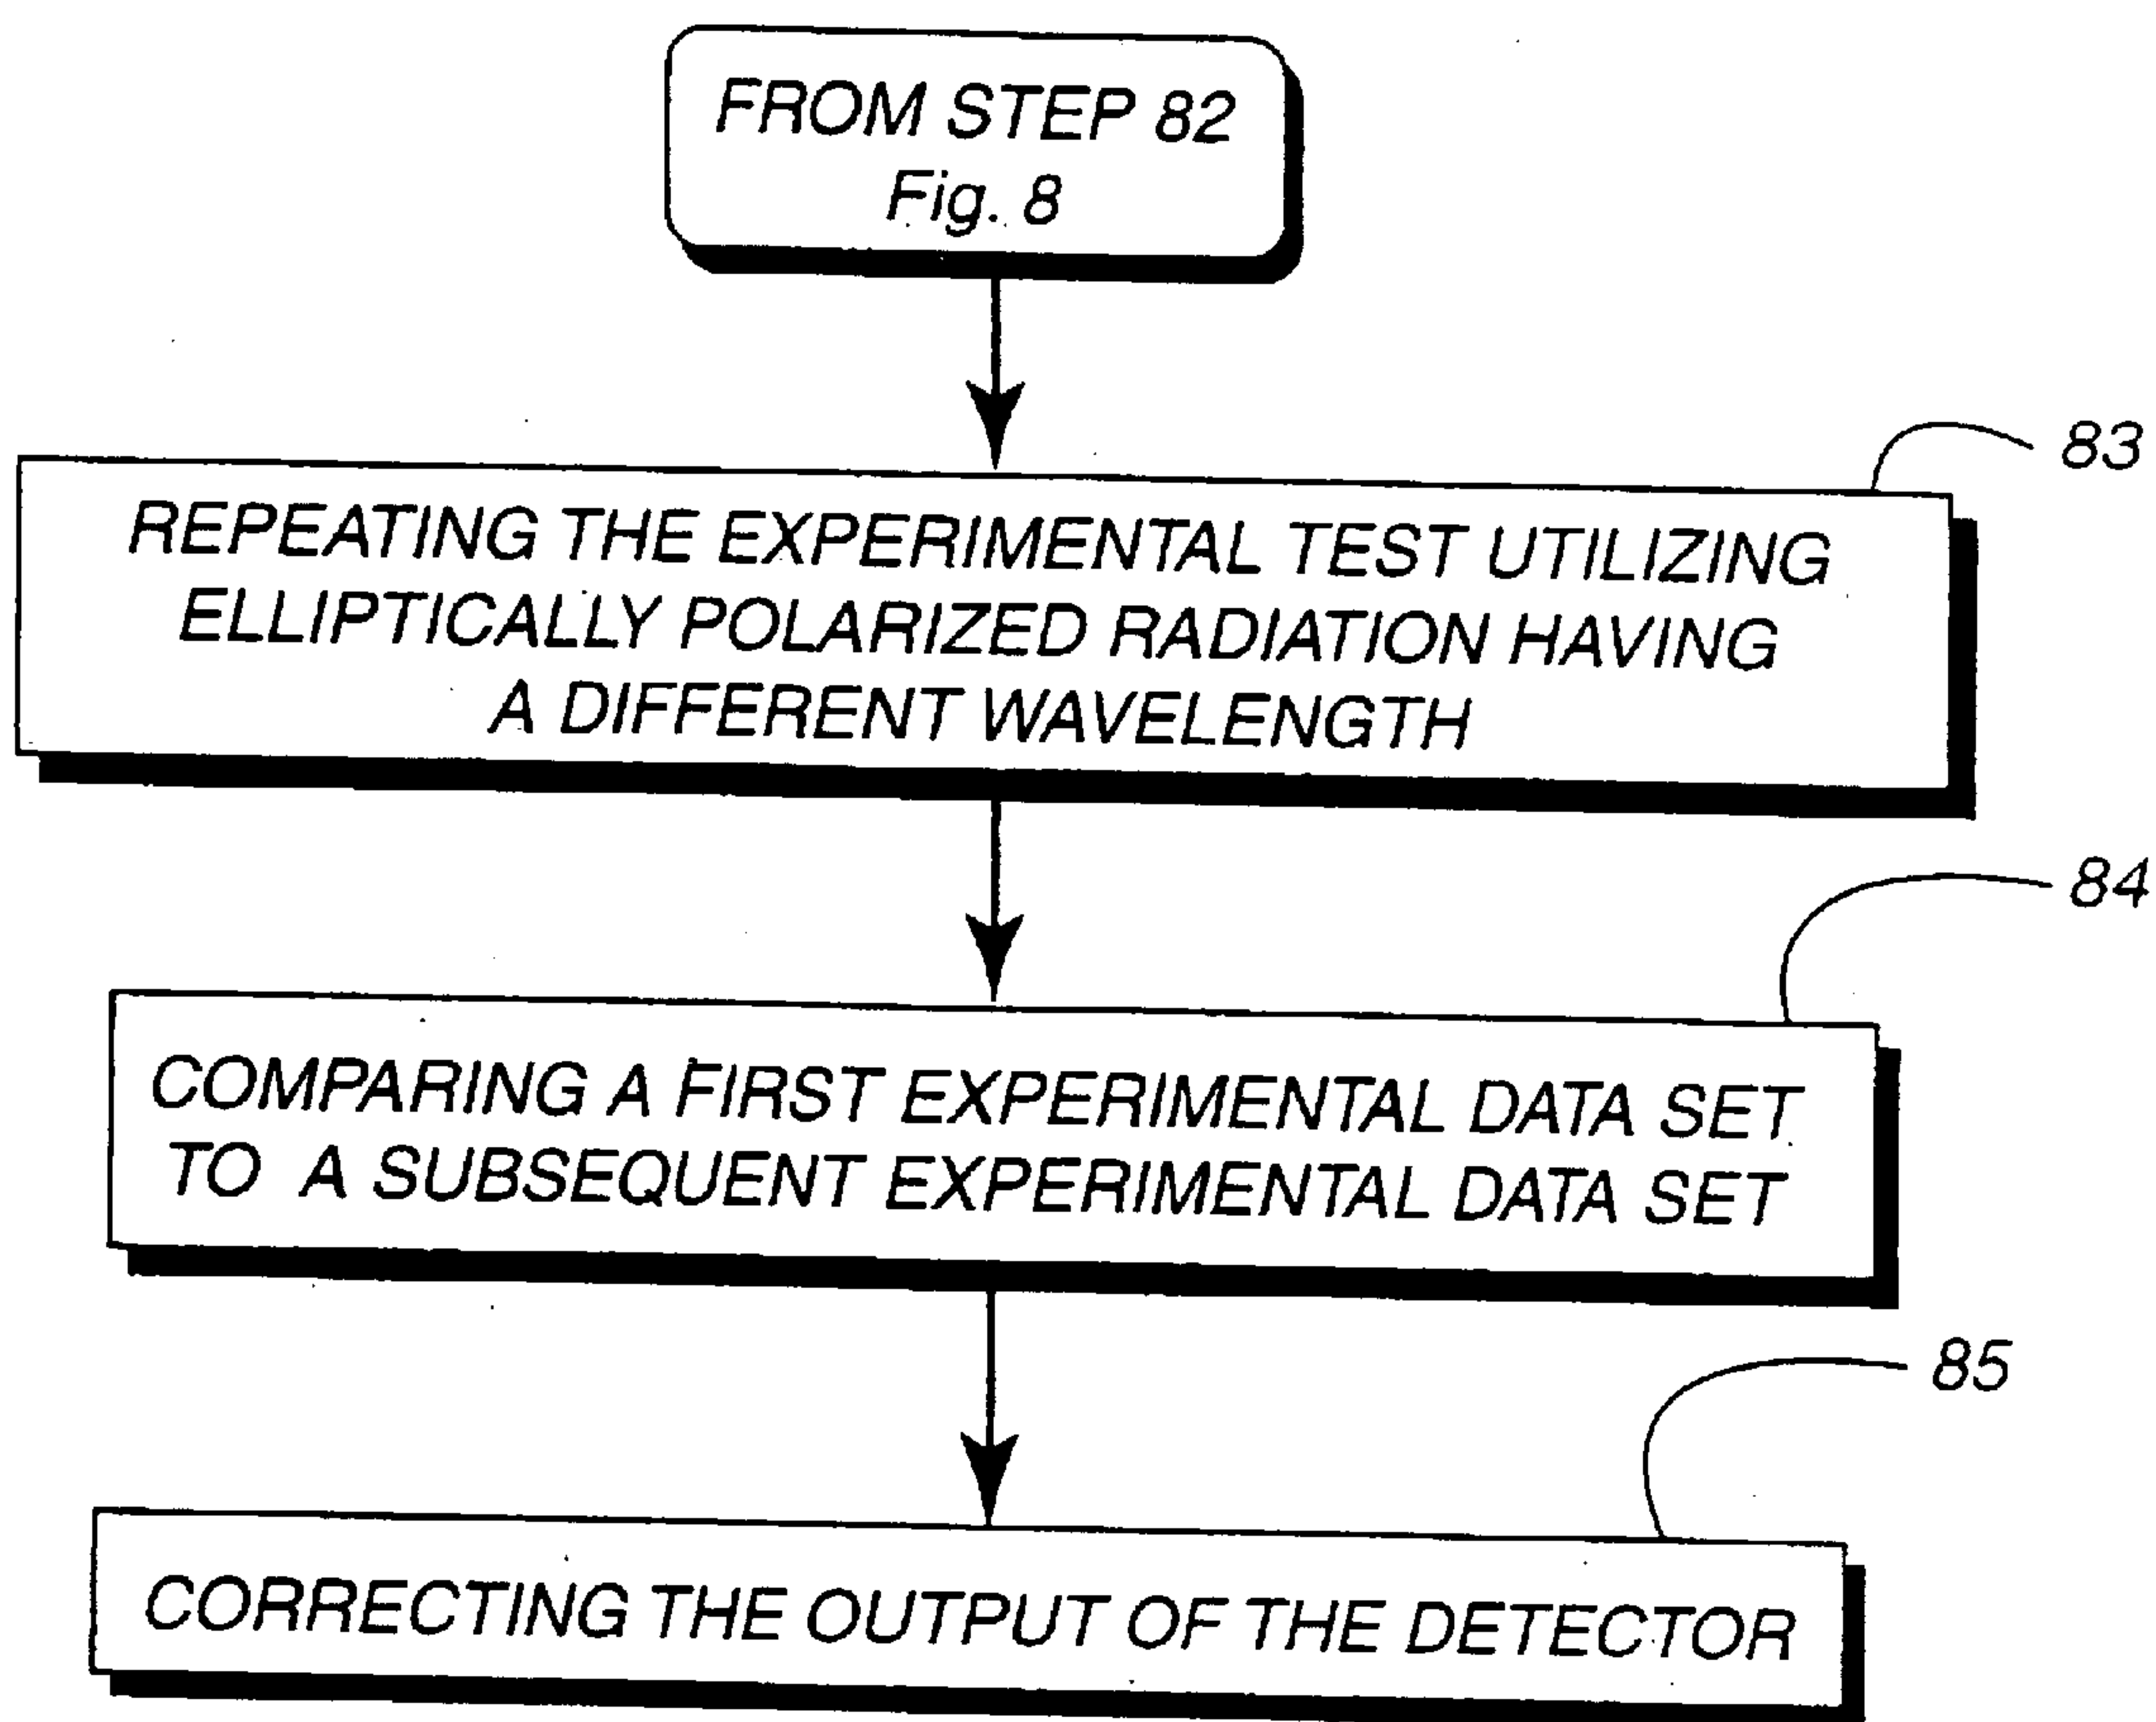 FROM STEP 82
Fig. 8
83
REPEATING THE EXPERIMENTAL TEST UTILIZING
ELLIPTICALLY POLARIZED RADIATION HAVING
A DIFFERENT WAVELENGTH
84
COMPARING A FIRST EXPERIMENTAL DATA SET
TO A SUBSEQUENT EXPERIMENTAL DATA SET
85
CORRECTING THE OUTPUT OF THE DETECTOR